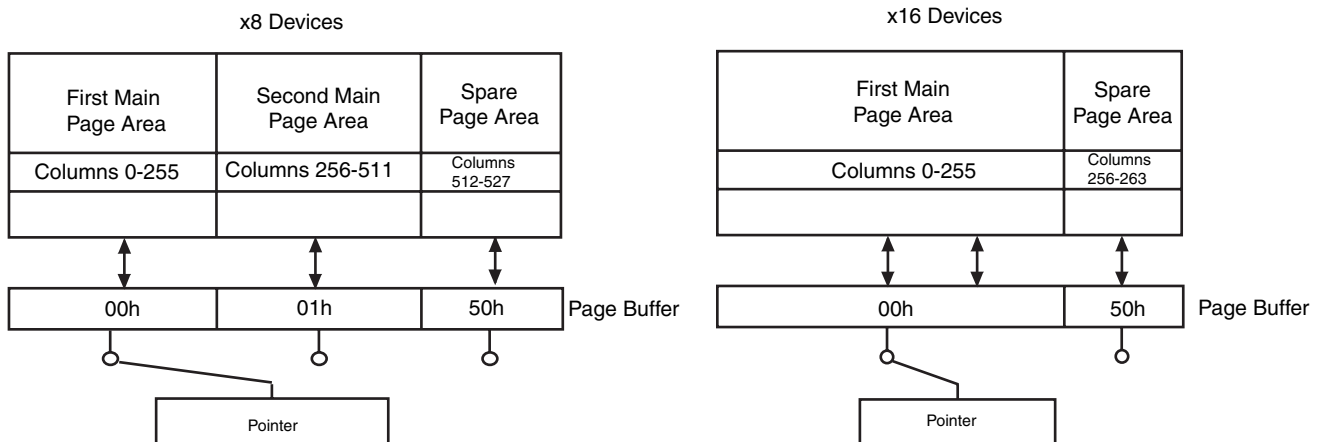 x8 Devices
First Main
Page Area
Second Main
Page Area
Spare
Page Area
Columns 0-255
Columns 256-511
Columns
512-527
00h
01h
50h
Page Buffer
Pointer
x16 Devices
First Main
Page Area
Spare
Page Area
Columns 0-255
Columns
256-263
00h
50h
Page Buffer
Pointer